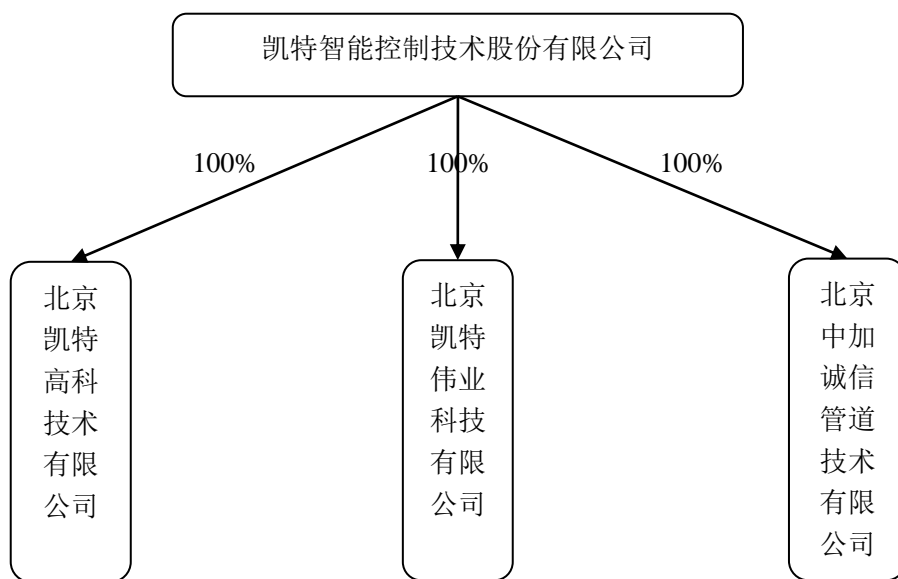 凯特智能控制技术股份有限公司
100%
100%
100%
北京
凯特
高科
技术
有限
公司
北京
凯特
伟业
科技
有限
公司
北京
中加
诚信
管道
技术
有限
公司